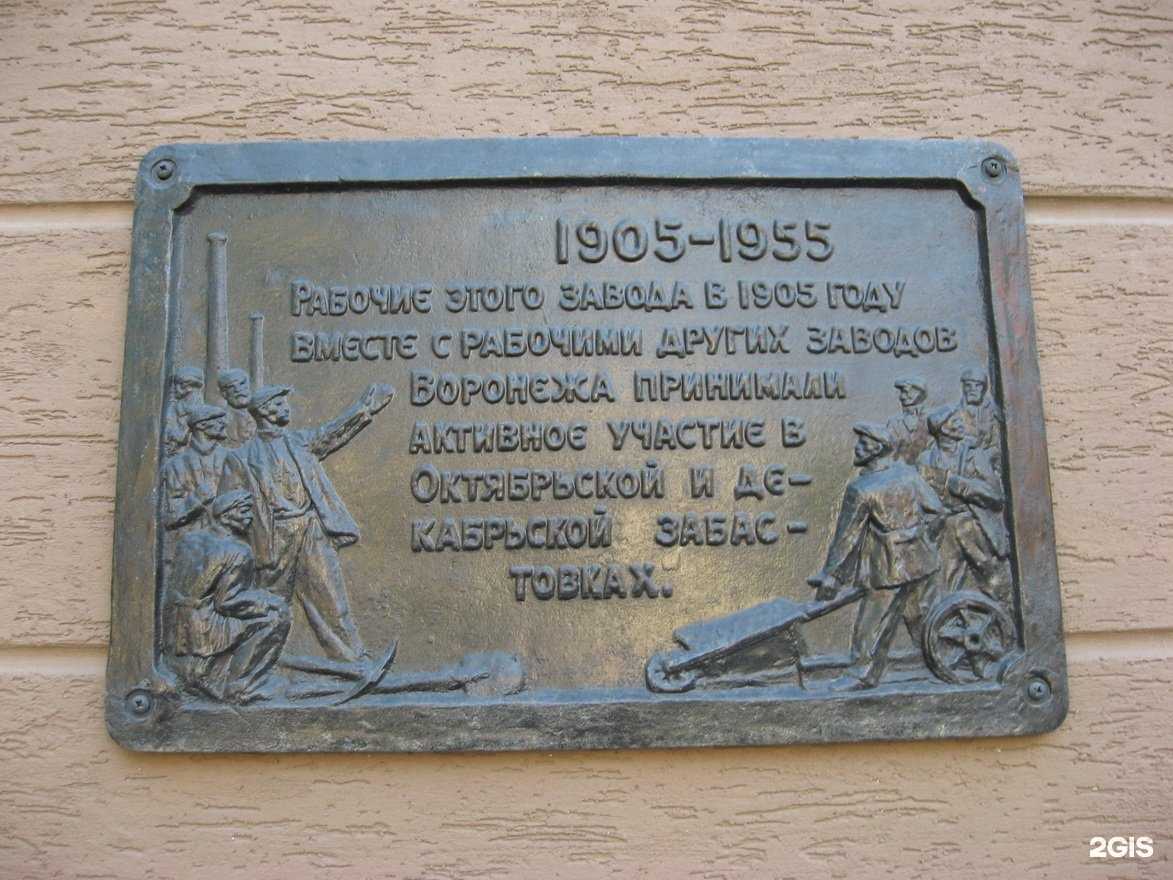 1905-1955
Рабочие этого завода в 1905 году
вместе с рабочими других заводов
Воронежа принимали
активное участие в
Октябрьской и де-
кабрьской забас-
товках.
2GIS